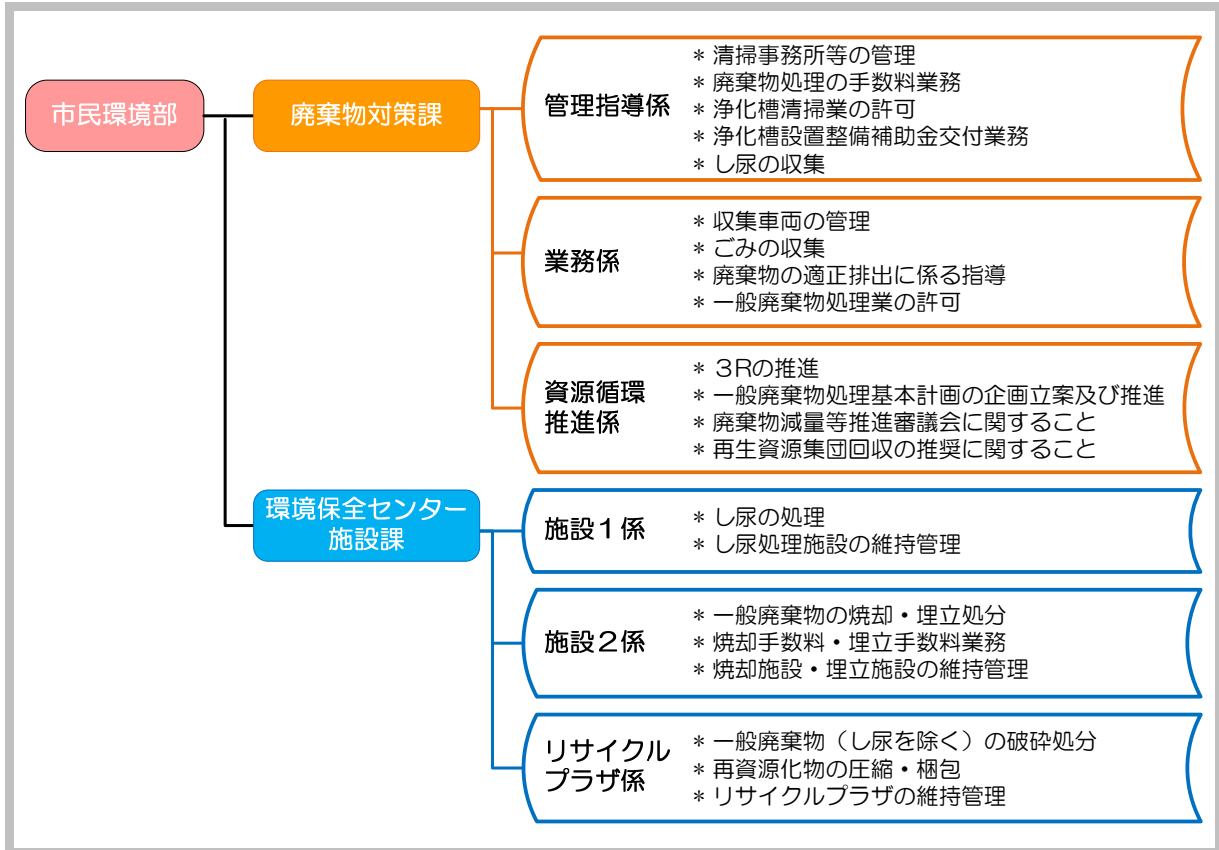 市民環境部
廃棄物対策課
管理指導係
* 清掃事務所等の管理
* 廃棄物処理の手数料業務
* 浄化槽清掃業の許可
* 浄化槽設置整備補助金交付業務
* し尿の収集
業務係
* 収集車両の管理
* ごみの収集
* 廃棄物の適正排出に係る指導
* 一般廃棄物処理業の許可
資源循環
推進係
* 3Rの推進
* 一般廃棄物処理基本計画の企画立案及び推進
* 廃棄物減量等推進審議会に関すること
* 再生資源集団回収の推奨に関すること
環境保全センター
施設課
施設1係
* し尿の処理
* し尿処理施設の維持管理
施設2係
* 一般廃棄物の焼却・埋立処分
* 焼却手数料・埋立手数料業務
* 焼却施設・埋立施設の維持管理
リサイクル
プラザ係
* 一般廃棄物（し尿を除く）の破砕処分
* 再資源化物の圧縮・梱包
* リサイクルプラザの維持管理